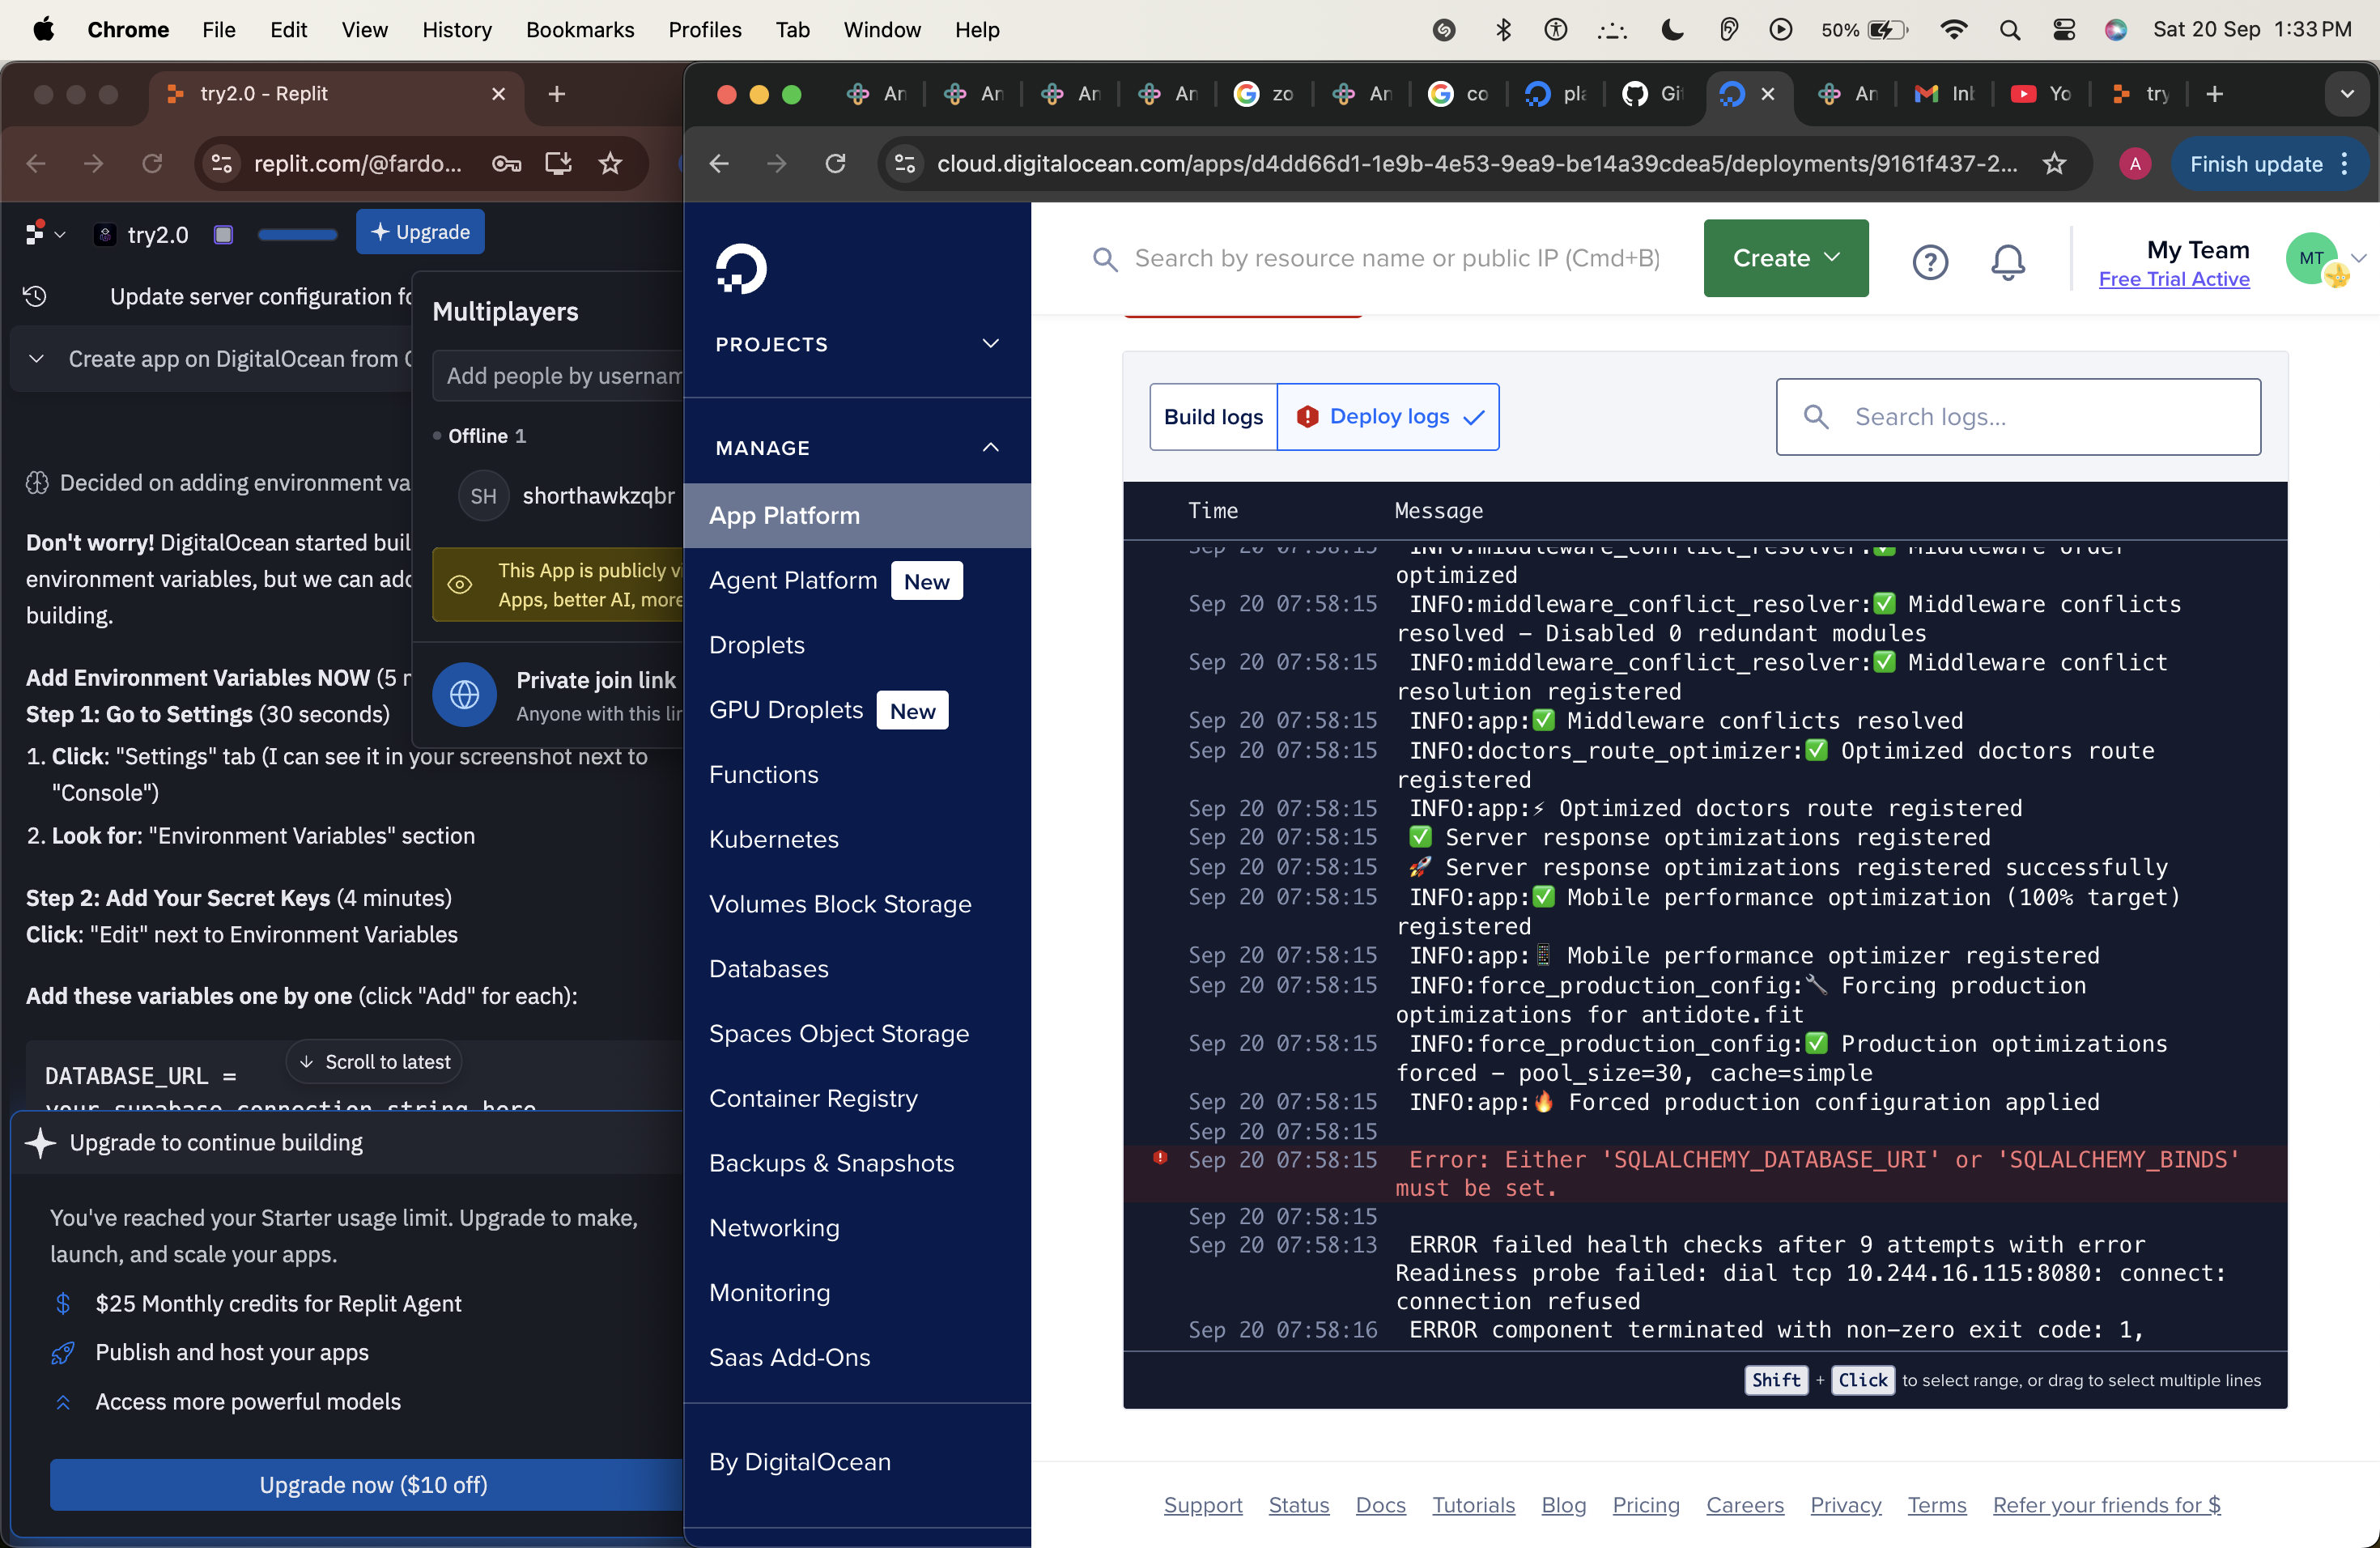 Chrome File Edit View History Bookmarks Profiles Tab Window Help 50% Sat 20 Sep 1:33 PM
try2.0 - Replit
replit.com/@fardo...
try2.0 Upgrade
Update server configuration fo
Create app on DigitalOcean from
Decided on adding environment va
Don't worry! DigitalOcean started buil
environment variables, but we can add
building.
Add Environment Variables NOW (5 m
Step 1: Go to Settings (30 seconds)
1. Click: "Settings" tab (I can see it in your screenshot next to
"Console")
2. Look for: "Environment Variables" section
Step 2: Add Your Secret Keys (4 minutes)
Click: "Edit" next to Environment Variables
Add these variables one by one (click "Add" for each):
DATABASE_URL =
your_supabase_connection_string_here
Scroll to latest
Upgrade to continue building
You've reached your Starter usage limit. Upgrade to make,
launch, and scale your apps.
$25 Monthly credits for Replit Agent
Publish and host your apps
Access more powerful models
Upgrade now ($10 off)
Multiplayers
Add people by usernam
Offline 1
SH shorthawkzqbr
This App is publicly vi
Apps, better AI, more
Private join link
Anyone with this lin
An An An An zo An co pla Git An Inb Yo try
cloud.digitalocean.com/apps/d4dd66d1-1e9b-4e53-9ea9-be14a39cdea5/deployments/9161f437-2...
A
Finish update
PROJECTS
MANAGE
App Platform
Agent Platform New
Droplets
GPU Droplets New
Functions
Kubernetes
Volumes Block Storage
Databases
Spaces Object Storage
Container Registry
Backups & Snapshots
Networking
Monitoring
Saas Add-Ons
By DigitalOcean
Search by resource name or public IP (Cmd+B)
Create
My Team
Free Trial Active
MT
Build logs Deploy logs
Search logs...
Time Message
Sep 20 07:58:15 INFO:middleware_conflict_resolver:✅ Middleware order
optimized
Sep 20 07:58:15 INFO:middleware_conflict_resolver:✅ Middleware conflicts
resolved - Disabled 0 redundant modules
Sep 20 07:58:15 INFO:middleware_conflict_resolver:✅ Middleware conflict
resolution registered
Sep 20 07:58:15 INFO:app:✅ Middleware conflicts resolved
Sep 20 07:58:15 INFO:doctors_route_optimizer:✅ Optimized doctors route
registered
Sep 20 07:58:15 INFO:app:⚡ Optimized doctors route registered
Sep 20 07:58:15 ✅ Server response optimizations registered
Sep 20 07:58:15 🚀 Server response optimizations registered successfully
Sep 20 07:58:15 INFO:app:✅ Mobile performance optimization (100% target)
registered
Sep 20 07:58:15 INFO:app:📱 Mobile performance optimizer registered
Sep 20 07:58:15 INFO:force_production_config:🔧 Forcing production
optimizations for antidote.fit
Sep 20 07:58:15 INFO:force_production_config:✅ Production optimizations
forced - pool_size=30, cache=simple
Sep 20 07:58:15 INFO:app:🔥 Forced production configuration applied
Sep 20 07:58:15
Sep 20 07:58:15 Error: Either 'SQLALCHEMY_DATABASE_URI' or 'SQLALCHEMY_BINDS'
must be set.
Sep 20 07:58:15
Sep 20 07:58:13 ERROR failed health checks after 9 attempts with error
Readiness probe failed: dial tcp 10.244.16.115:8080: connect:
connection refused
Sep 20 07:58:16 ERROR component terminated with non-zero exit code: 1,
Shift + Click to select range, or drag to select multiple lines
Support Status Docs Tutorials Blog Pricing Careers Privacy Terms Refer your friends for $